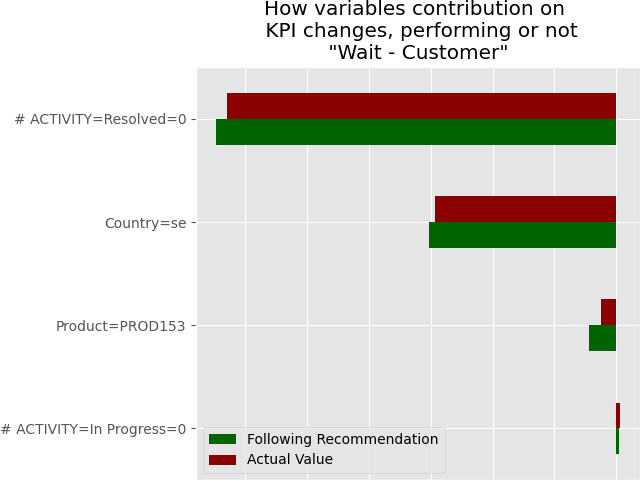 How variables contribution on
KPI changes, performing or not
"Wait - Customer"
# ACTIVITY=Resolved=0
Country=se
Product=PROD153
# ACTIVITY=In Progress=0
Following Recommendation
Actual Value